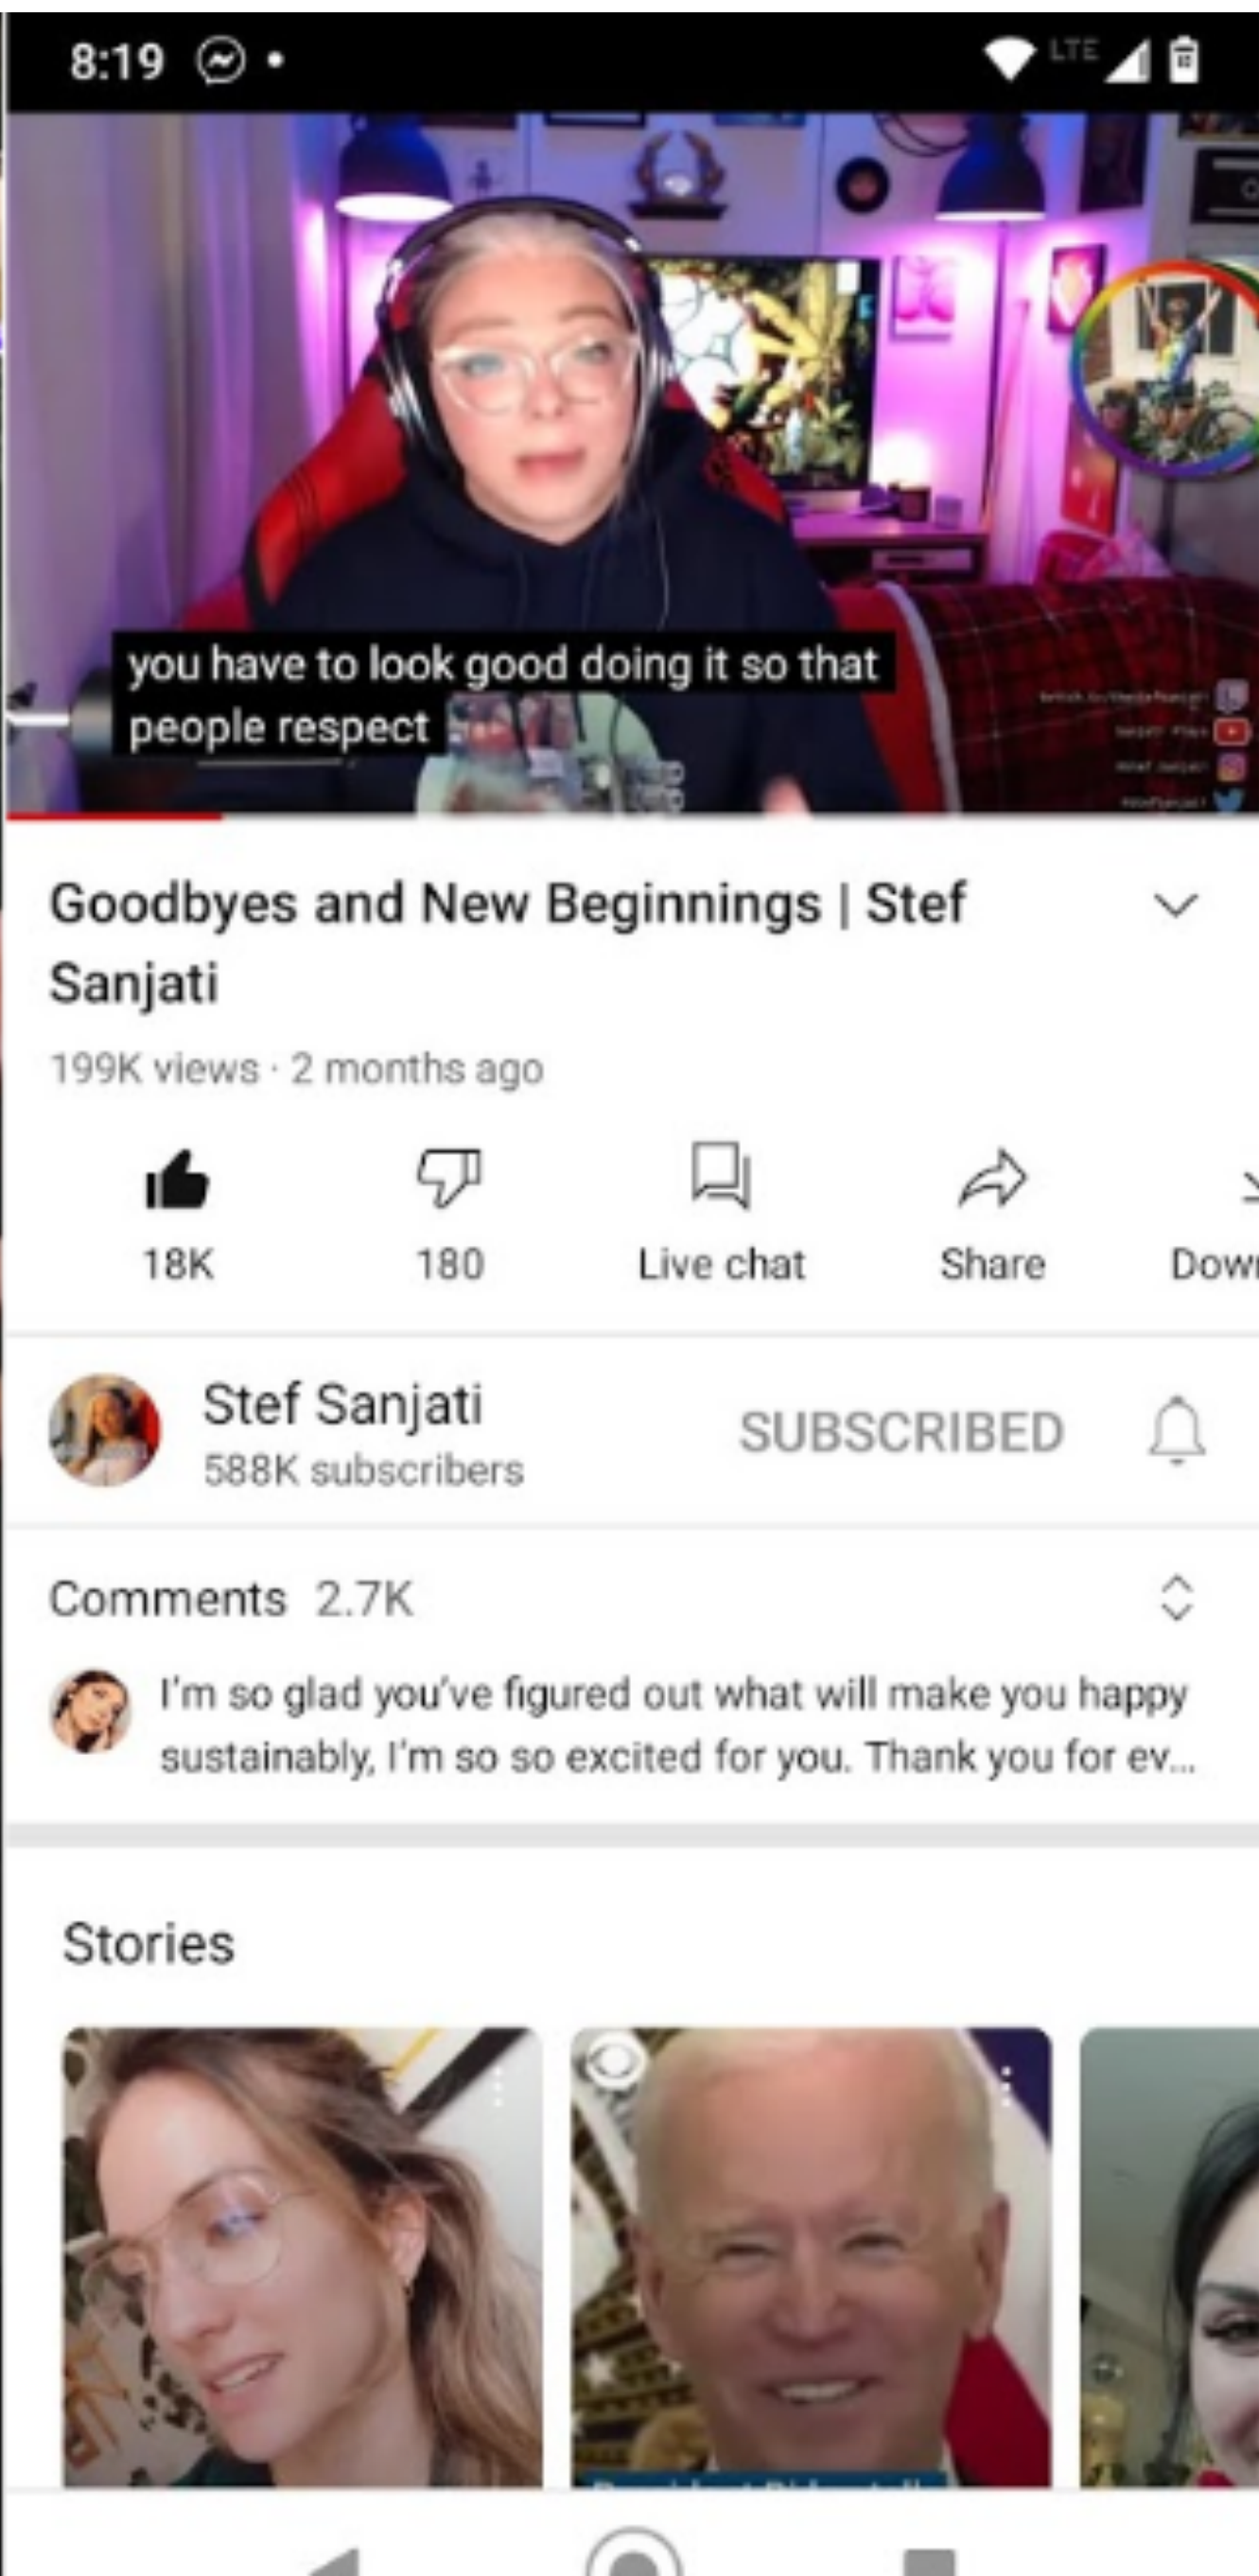 8:19
LTE
you have to look good doing it so that
people respect
Goodbyes and New Beginnings | Stef
Sanjati
199K views · 2 months ago
18K
180
Live chat
Share
Down
Stef Sanjati
588K subscribers
SUBSCRIBED
Comments 2.7K
I'm so glad you've figured out what will make you happy
sustainably, I'm so so excited for you. Thank you for ev...
Stories